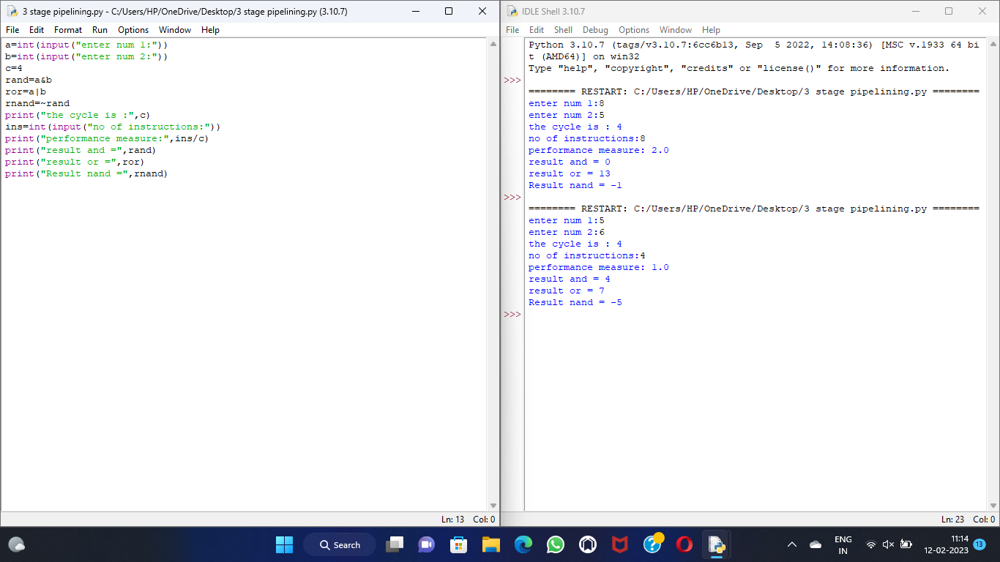 3 stage pipelining.py - C:/Users/HP/OneDrive/Desktop/3 stage pipelining.py (3.10.7)
File Edit Format Run Options Window Help
a=int(input("enter num 1:"))
b=int(input("enter num 2:"))
c=4
rand=a&b
ror=a|b
rnand=~rand
print("the cycle is :",c)
ins=int(input("no of instructions:"))
print("performance measure:",ins/c)
print("result and =",rand)
print("result or =",ror)
print("Result nand =",rnand)
Ln: 13 Col: 0
IDLE Shell 3.10.7
File Edit Shell Debug Options Window Help
Python 3.10.7 (tags/v3.10.7:6cc6b13, Sep  5 2022, 14:08:36) [MSC v.1933 64 bi
t (AMD64)] on win32
Type "help", "copyright", "credits" or "license()" for more information.
>>>
======== RESTART: C:/Users/HP/OneDrive/Desktop/3 stage pipelining.py ========
enter num 1:8
enter num 2:5
the cycle is : 4
no of instructions:8
performance measure: 2.0
result and = 0
result or = 13
Result nand = -1
>>>
======== RESTART: C:/Users/HP/OneDrive/Desktop/3 stage pipelining.py ========
enter num 1:5
enter num 2:6
the cycle is : 4
no of instructions:4
performance measure: 1.0
result and = 4
result or = 7
Result nand = -5
>>>
Ln: 23 Col: 0
Search
ENG
IN
11:14
12-02-2023
13